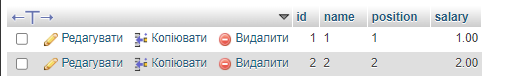 id name position salary
Редагувати Копіювати Видалити 1 1 1 1.00
Редагувати Копіювати Видалити 2 2 2 2.00